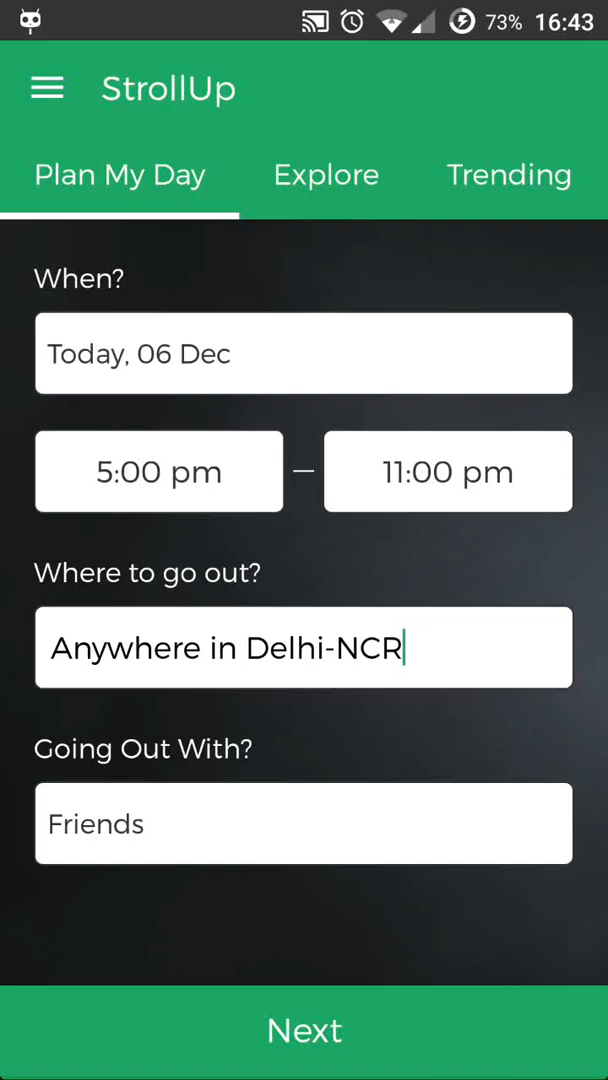 73% 16:43
StrollUp
Plan My Day Explore Trending
When?
Today, 06 Dec
5:00 pm — 11:00 pm
Where to go out?
Anywhere in Delhi-NCR
Going Out With?
Friends
Next